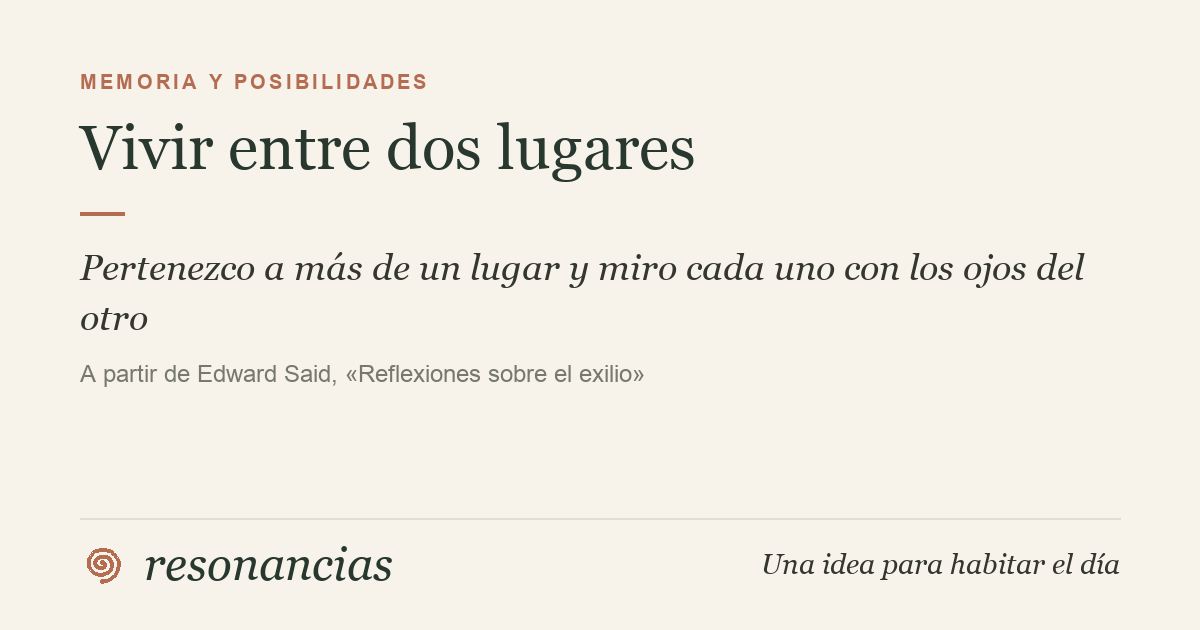 MEMORIA Y POSIBILIDADES
Vivir entre dos lugares
Pertenezco a más de un lugar y miro cada uno con los ojos del
otro
A partir de Edward Said, «Reflexiones sobre el exilio»
resonancias
Una idea para habitar el día